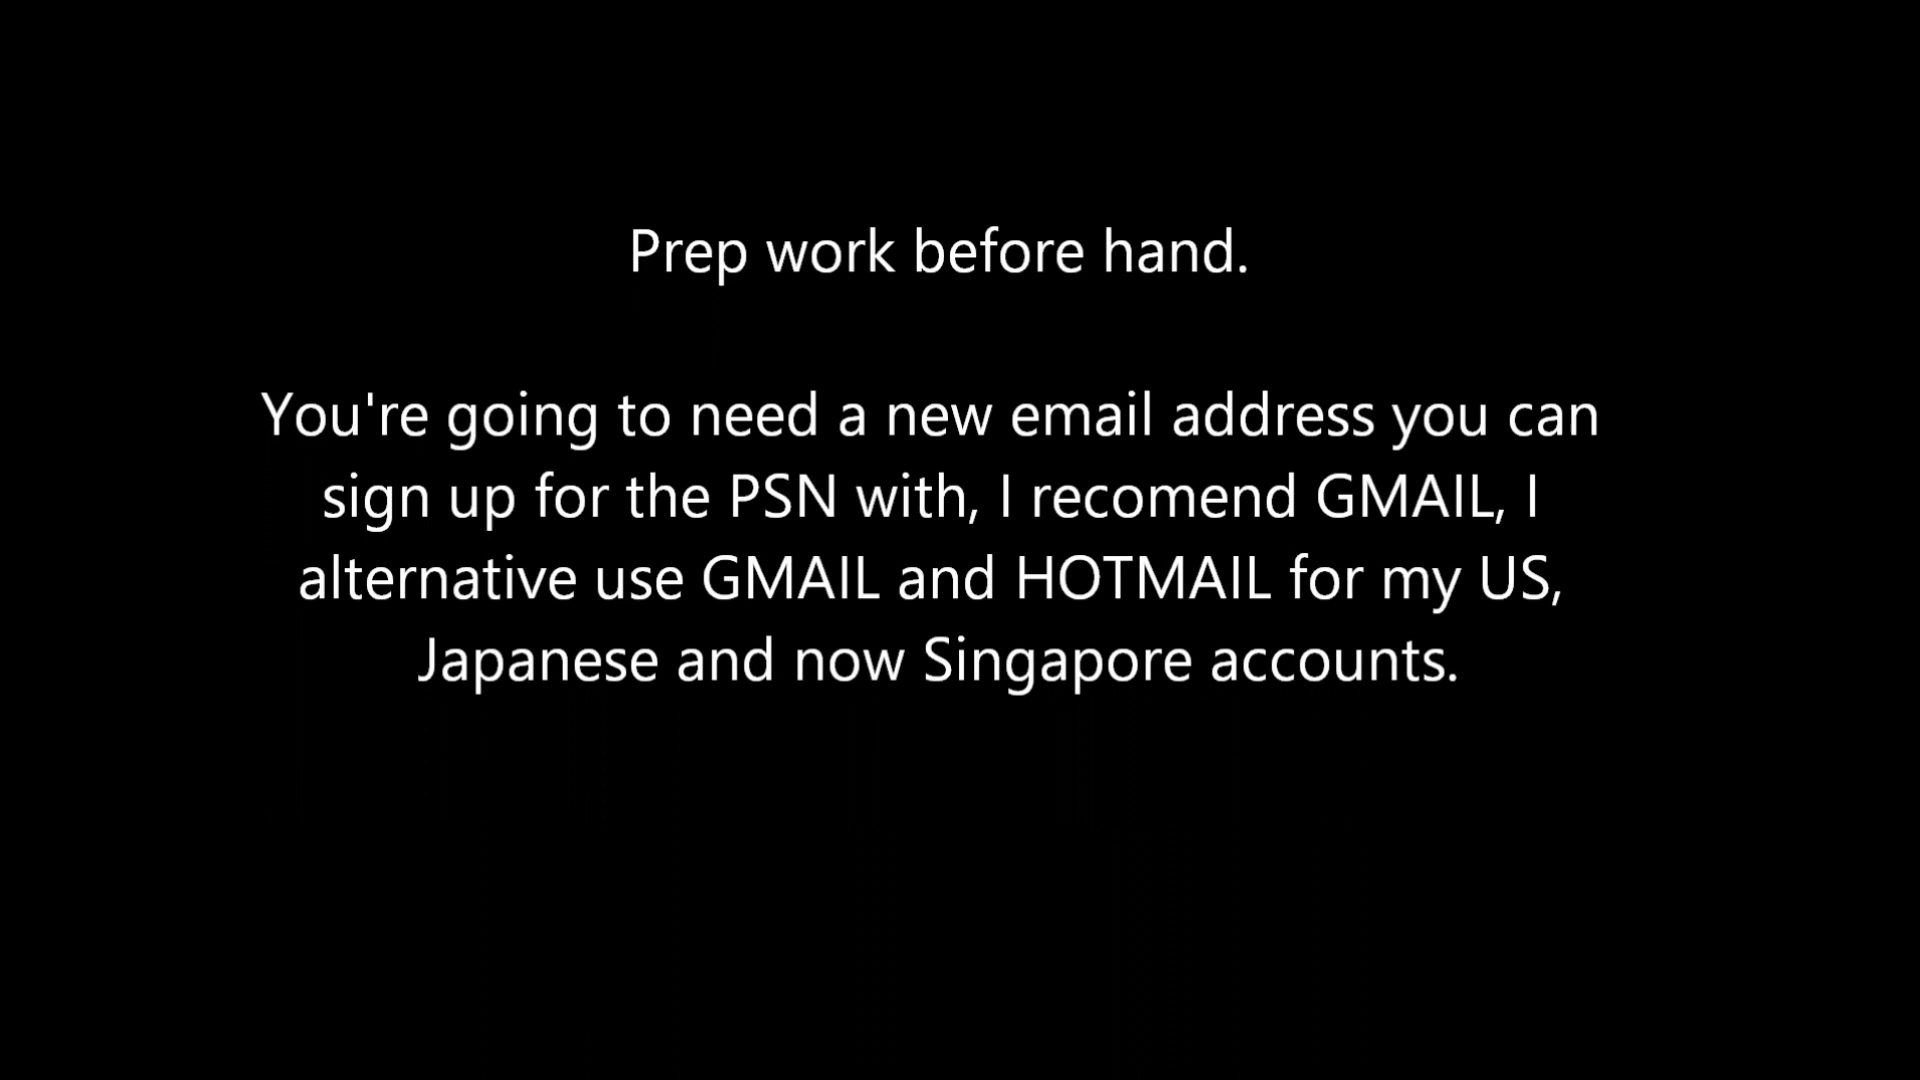 Prep work before hand.
You're going to need a new email address you can
sign up for the PSN with, I recomend GMAIL, I
alternative use GMAIL and HOTMAIL for my US,
Japanese and now Singapore accounts.